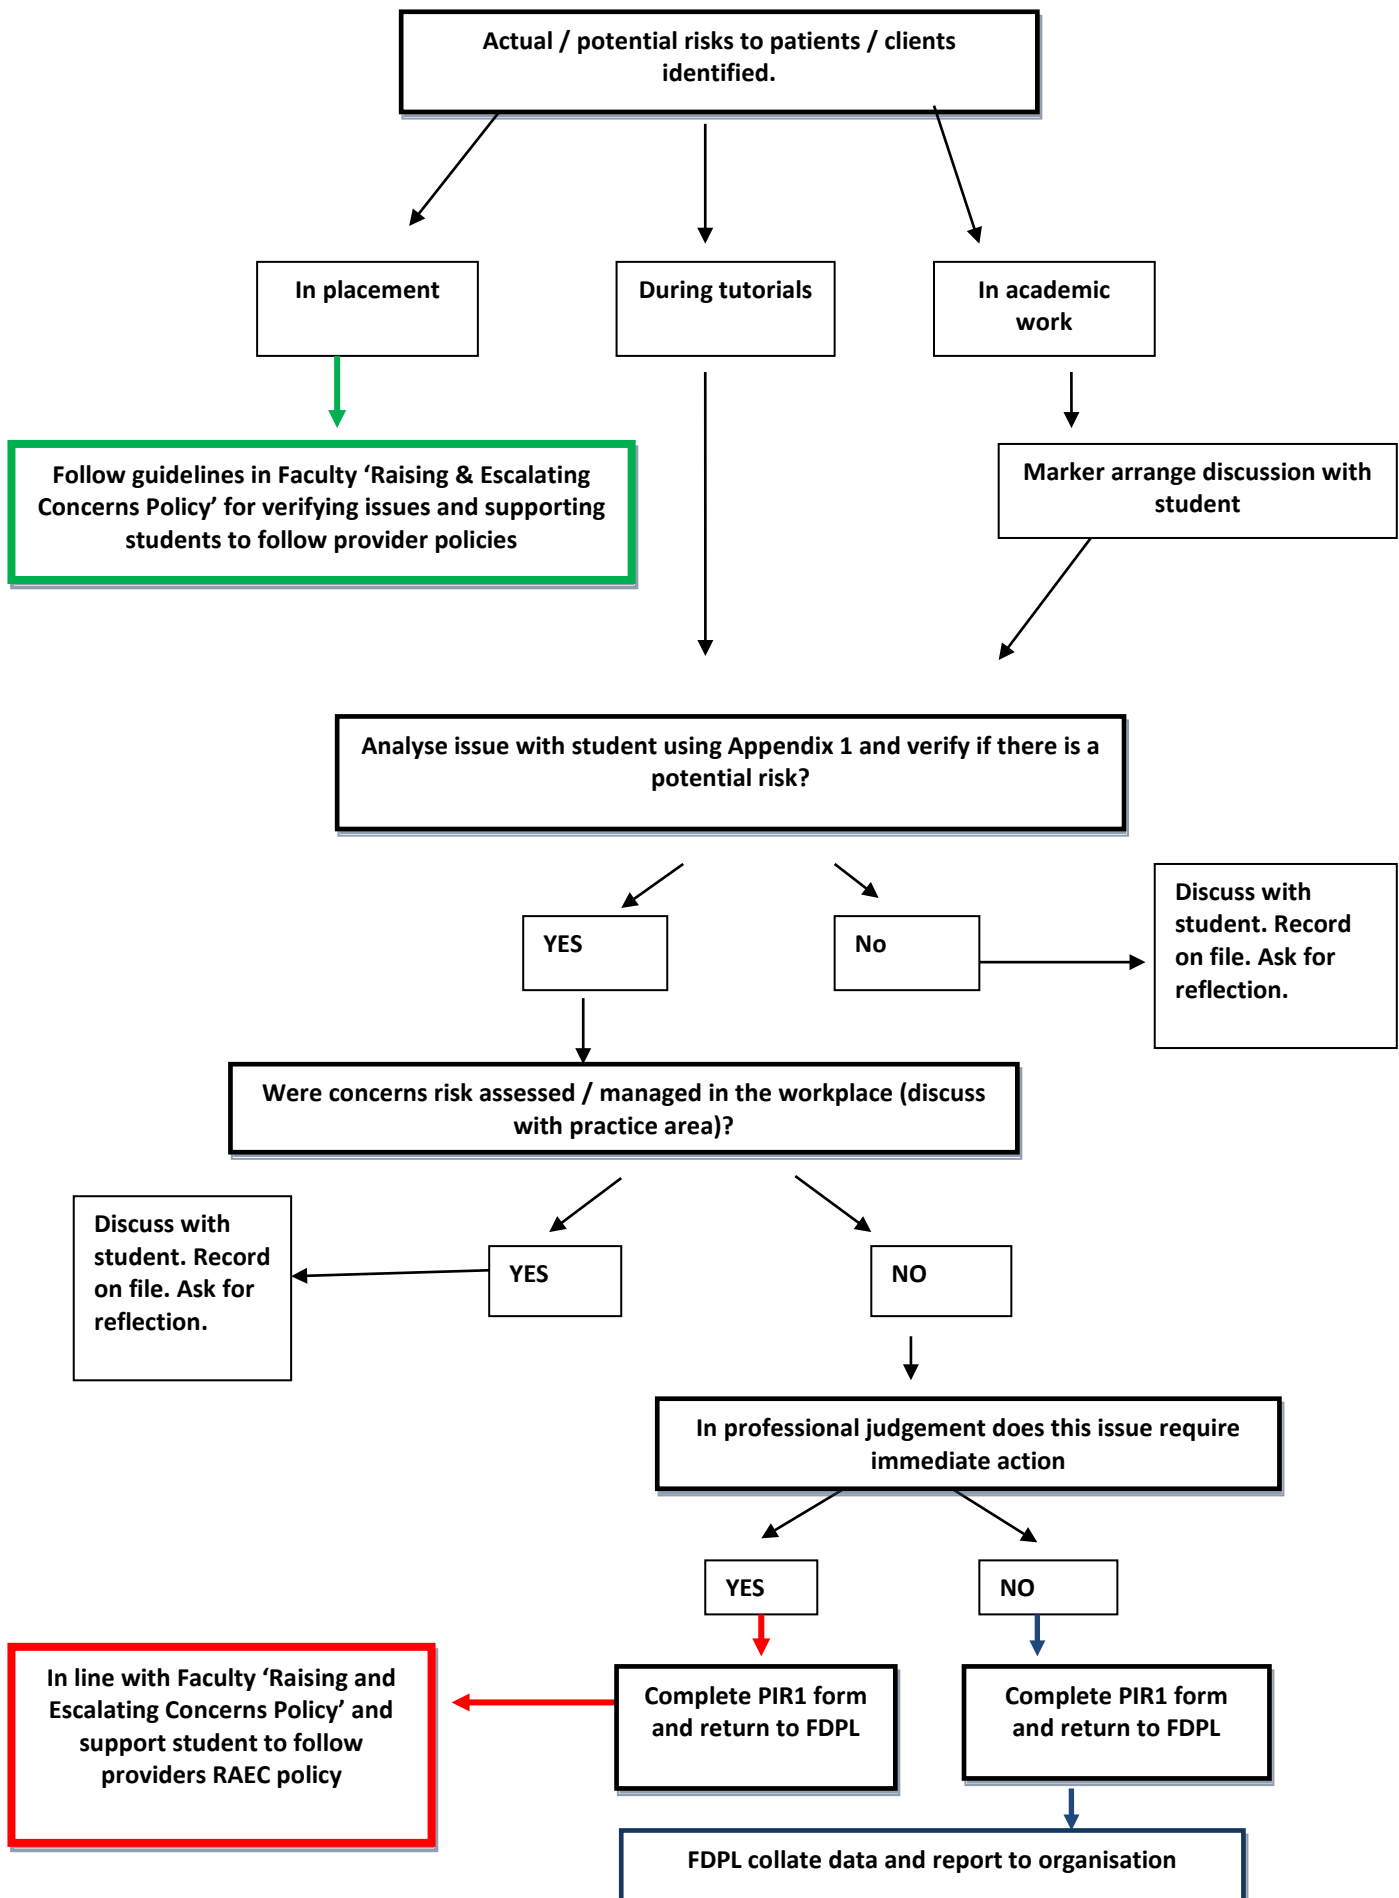 Actual / potential risks to patients / clients
identified.
In placement
During tutorials
In academic
work
Follow guidelines in Faculty ‘Raising & Escalating
Concerns Policy’ for verifying issues and supporting
students to follow provider policies
Marker arrange discussion with
student
Analyse issue with student using Appendix 1 and verify if there is a
potential risk?
YES
No
Discuss with
student. Record
on file. Ask for
reflection.
Were concerns risk assessed / managed in the workplace (discuss
with practice area)?
Discuss with
student. Record
on file. Ask for
reflection.
YES
NO
In professional judgement does this issue require
immediate action
YES
NO
In line with Faculty ‘Raising and
Escalating Concerns Policy’ and
support student to follow
providers RAEC policy
Complete PIR1 form
and return to FDPL
Complete PIR1 form
and return to FDPL
FDPL collate data and report to organisation